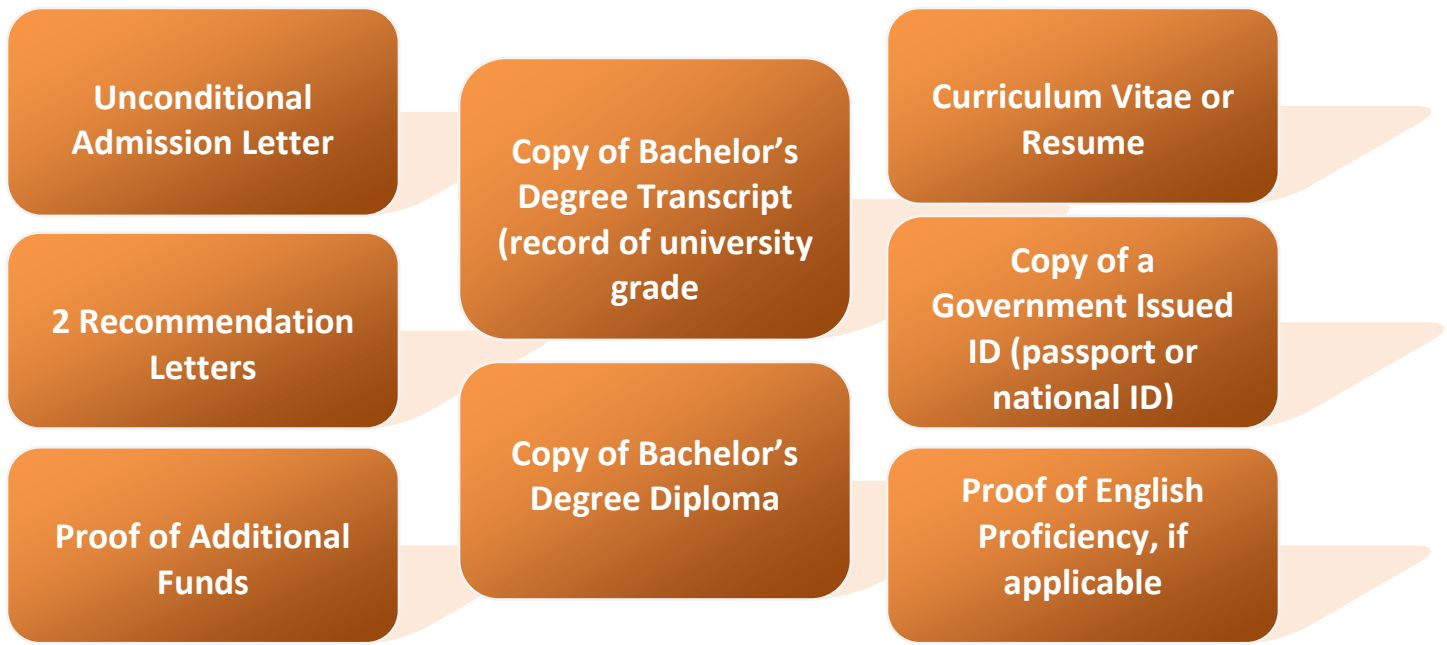 Unconditional
Admission Letter
2 Recommendation
Letters
Proof of Additional
Funds
Copy of Bachelor’s
Degree Transcript
(record of university
grade
Copy of Bachelor’s
Degree Diploma
Curriculum Vitae or
Resume
Copy of a
Government Issued
ID (passport or
national ID)
Proof of English
Proficiency, if
applicable